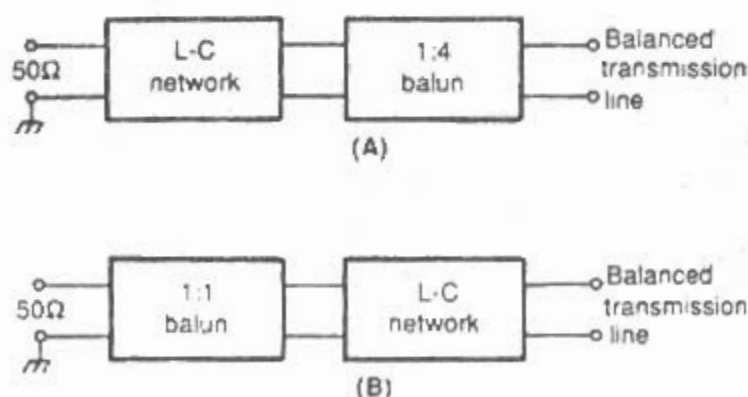 L-C
network
1:4
balun
50Ω
Balanced
transmission
line
(A)
1:1
balun
L-C
network
50Ω
Balanced
transmission
line
(B)